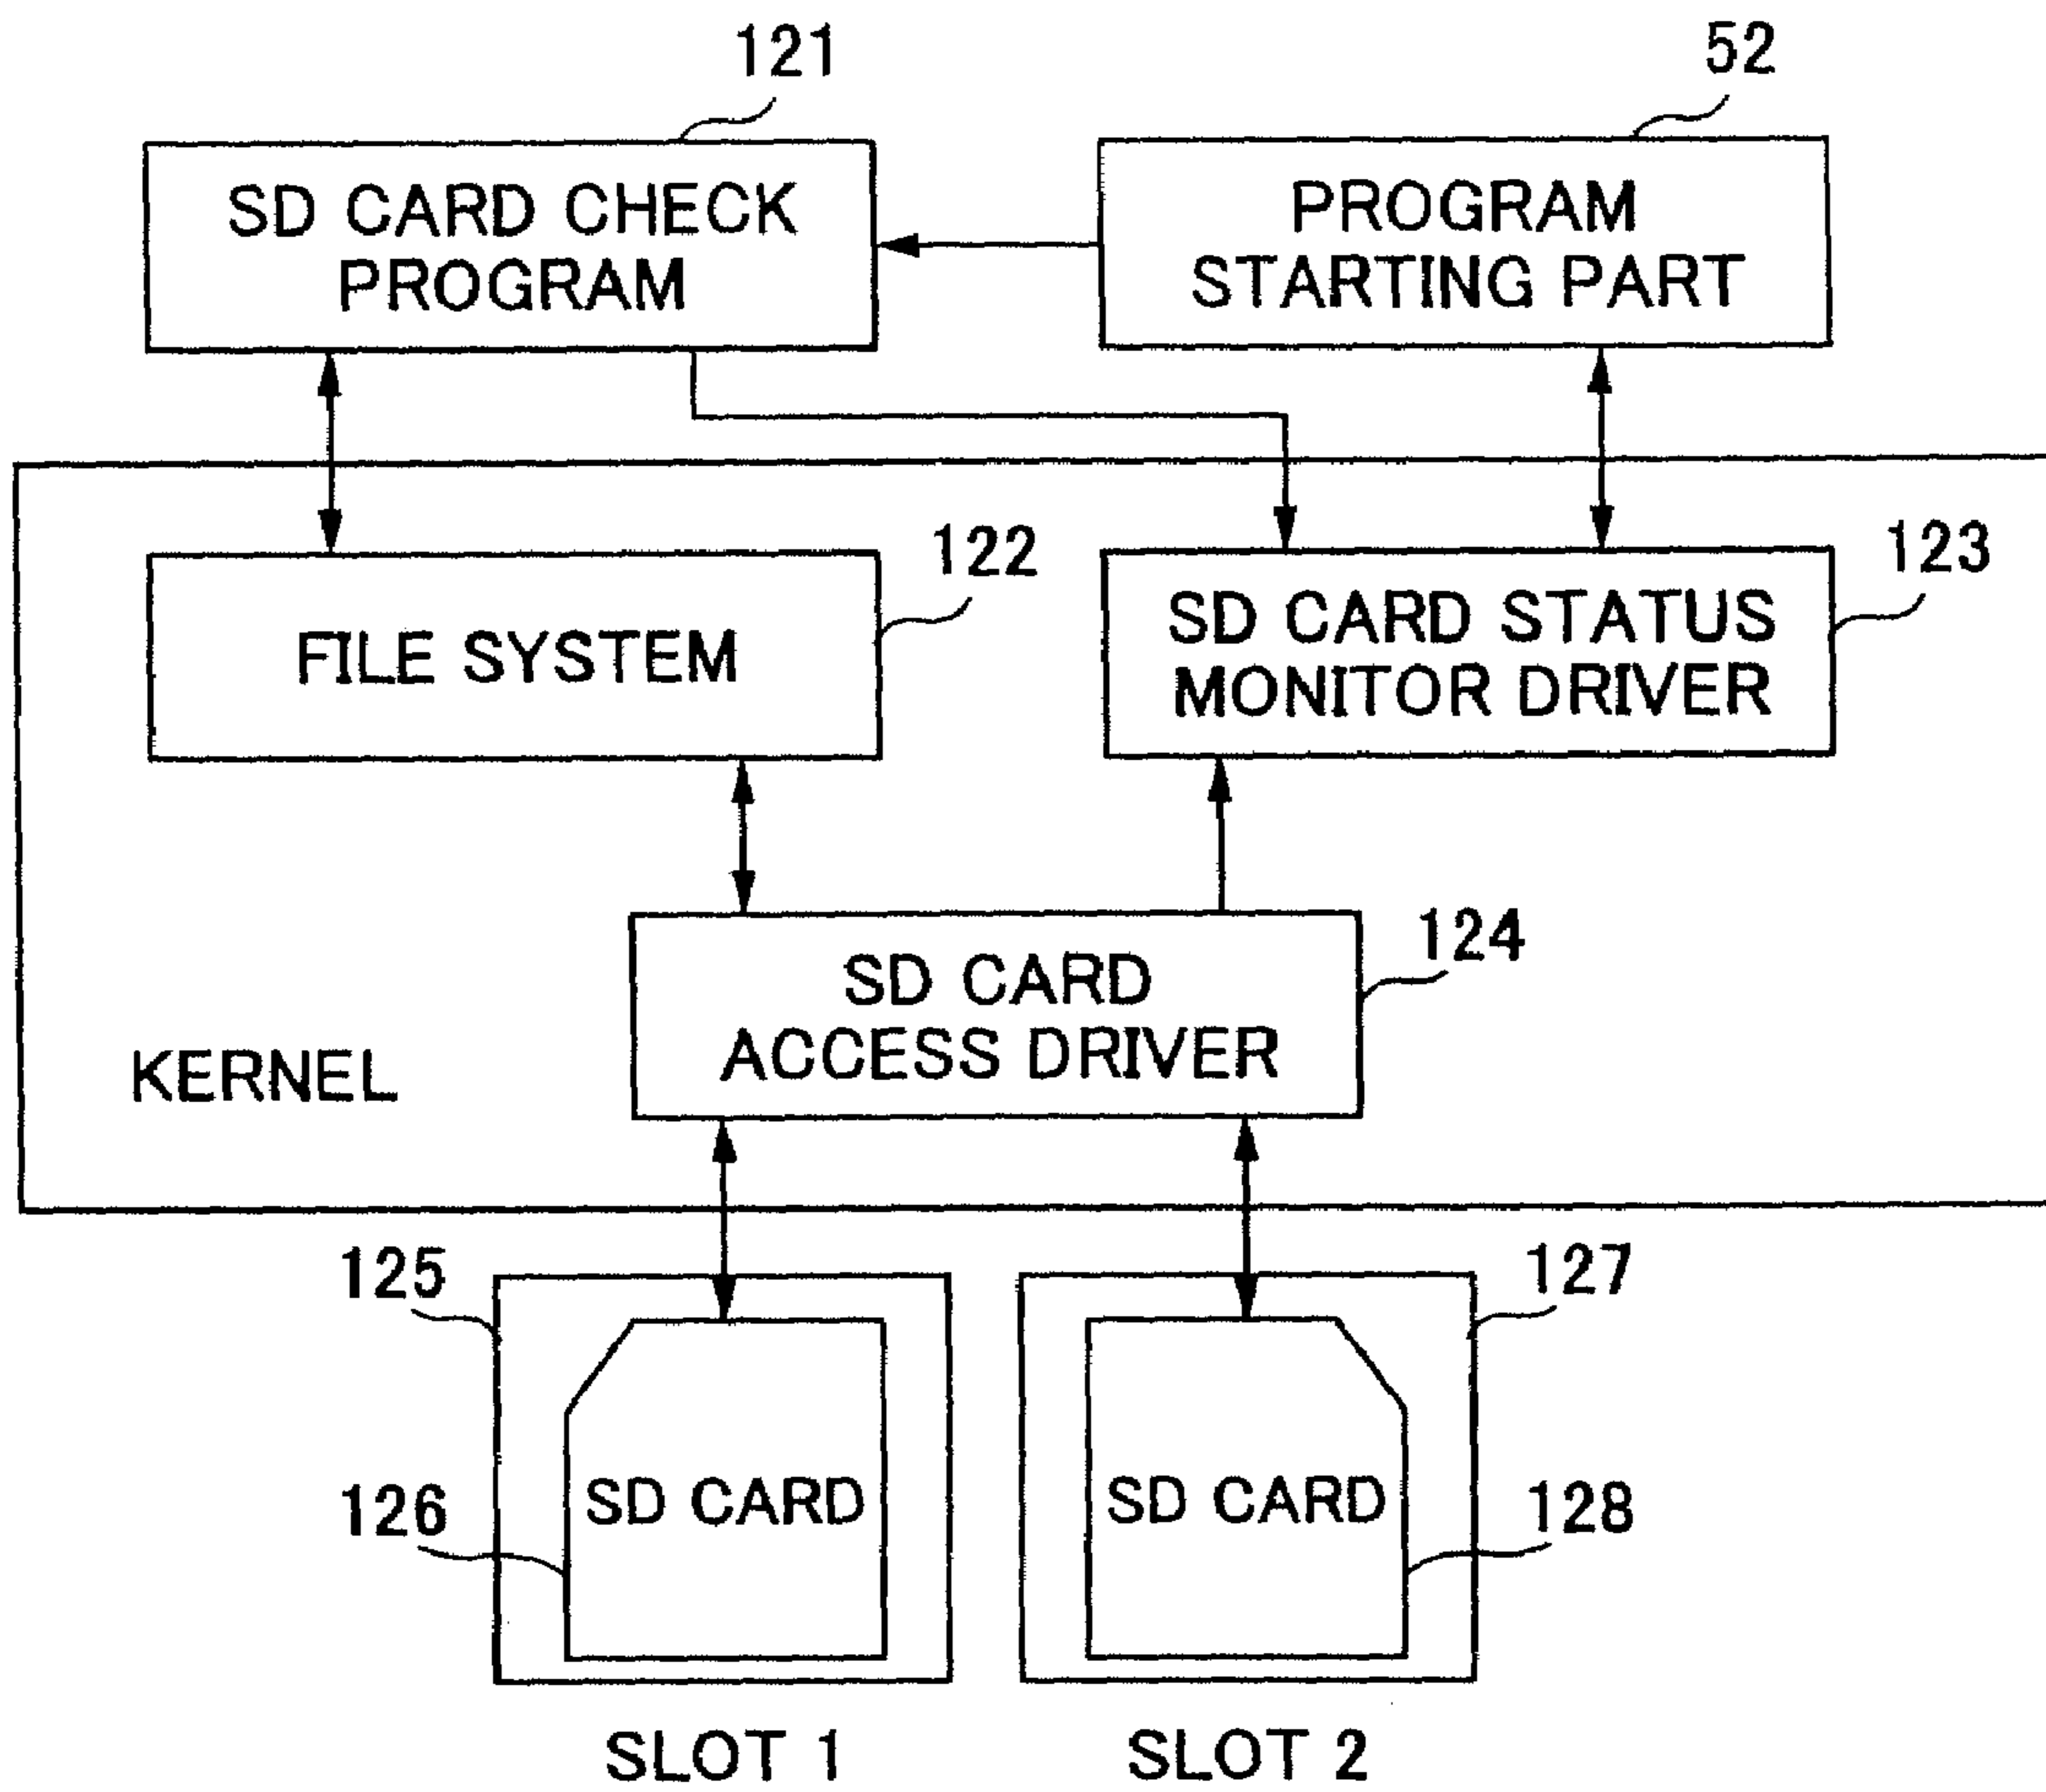 121
52
SD CARD CHECK
PROGRAM
PROGRAM
STARTING PART
122
123
FILE SYSTEM
SD CARD STATUS
MONITOR DRIVER
124
SD CARD
ACCESS DRIVER
KERNEL
125
127
126
SD CARD
SD CARD
128
SLOT 1
SLOT 2